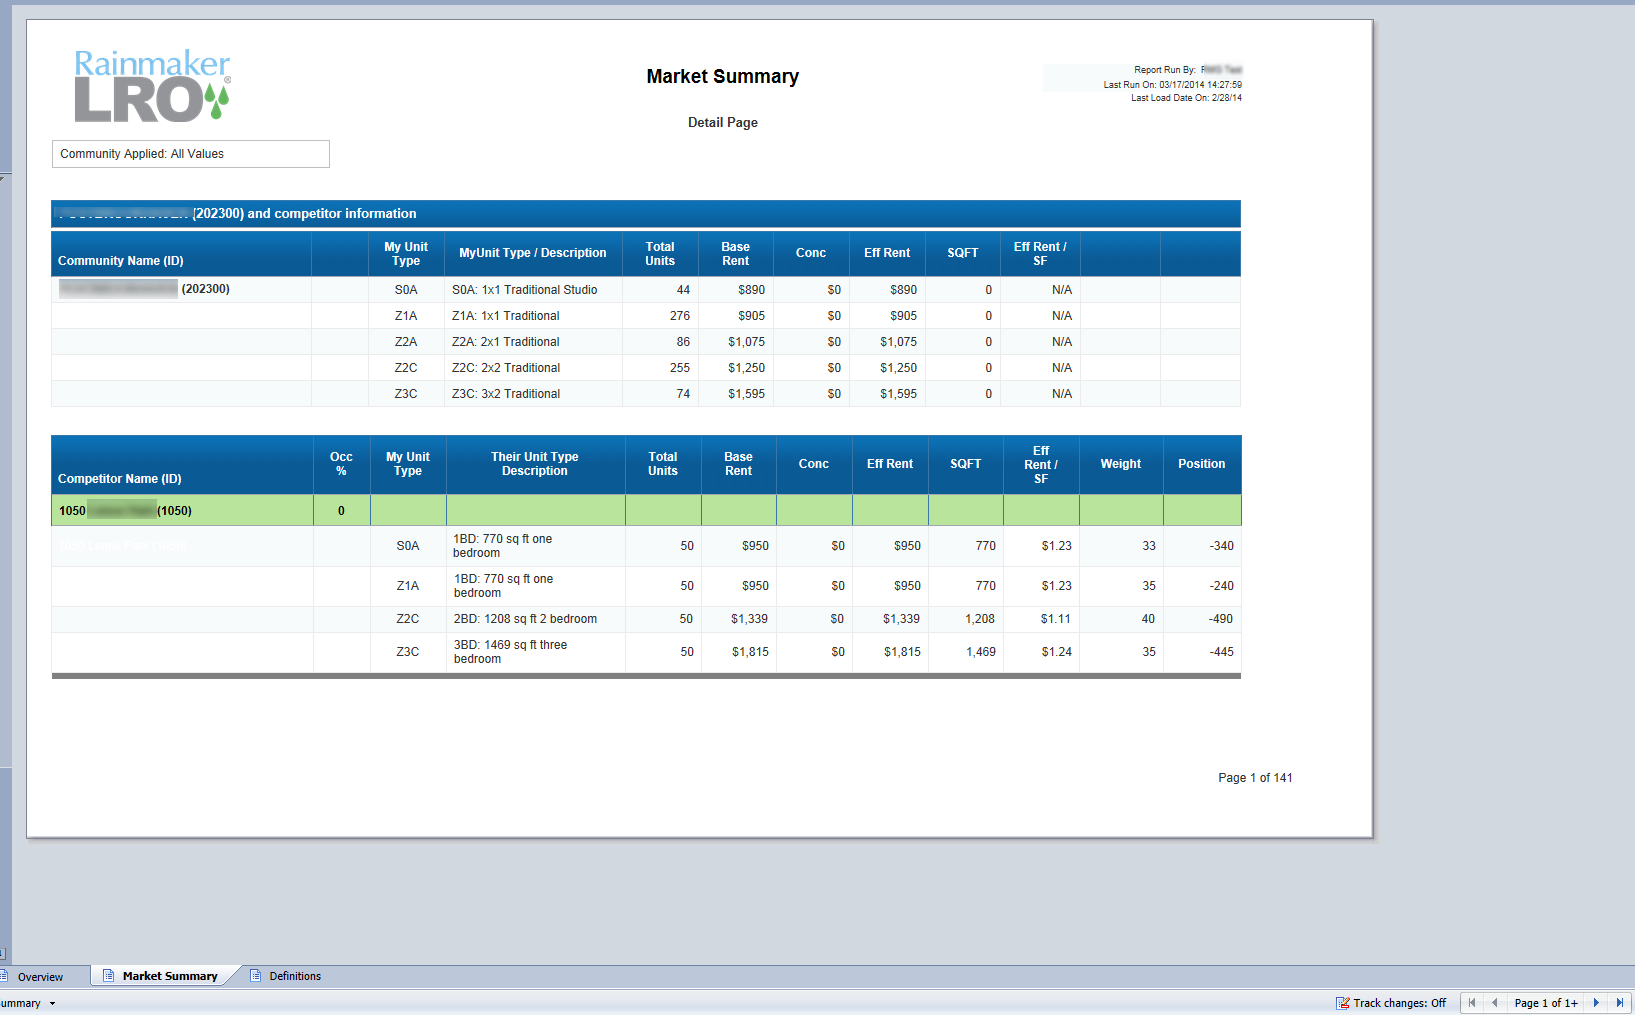 Rainmaker
LRO®
Market Summary
Detail Page
Report Run By:
Last Run On: 03/17/2014 14:27:59
Last Load Date On: 2/28/14
Community Applied: All Values
(202300) and competitor information
Community Name (ID) My Unit Type MyUnit Type / Description Total Units Base Rent Conc Eff Rent SQFT Eff Rent / SF
(202300) S0A S0A: 1x1 Traditional Studio 44 $890 $0 $890 0 N/A
Z1A Z1A: 1x1 Traditional 276 $905 $0 $905 0 N/A
Z2A Z2A: 2x1 Traditional 86 $1,075 $0 $1,075 0 N/A
Z2C Z2C: 2x2 Traditional 255 $1,250 $0 $1,250 0 N/A
Z3C Z3C: 3x2 Traditional 74 $1,595 $0 $1,595 0 N/A
Competitor Name (ID) Occ % My Unit Type Their Unit Type Description Total Units Base Rent Conc Eff Rent SQFT Eff Rent / SF Weight Position
1050 (1050) 0
S0A 1BD: 770 sq ft one bedroom 50 $950 $0 $950 770 $1.23 33 -340
Z1A 1BD: 770 sq ft one bedroom 50 $950 $0 $950 770 $1.23 35 -240
Z2C 2BD: 1208 sq ft 2 bedroom 50 $1,339 $0 $1,339 1,208 $1.11 40 -490
Z3C 3BD: 1469 sq ft three bedroom 50 $1,815 $0 $1,815 1,469 $1.24 35 -445
Page 1 of 141
Overview Market Summary Definitions
ummary Track changes: Off Page 1 of 1+